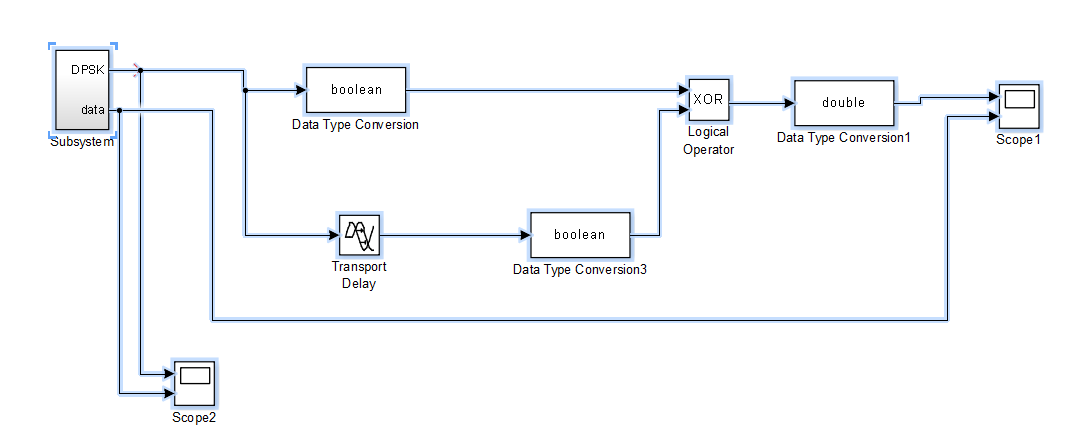 DPSK
data
Subsystem
boolean
Data Type Conversion
XOR
Logical
Operator
double
Data Type Conversion1
Scope1
Transport
Delay
boolean
Data Type Conversion3
Scope2